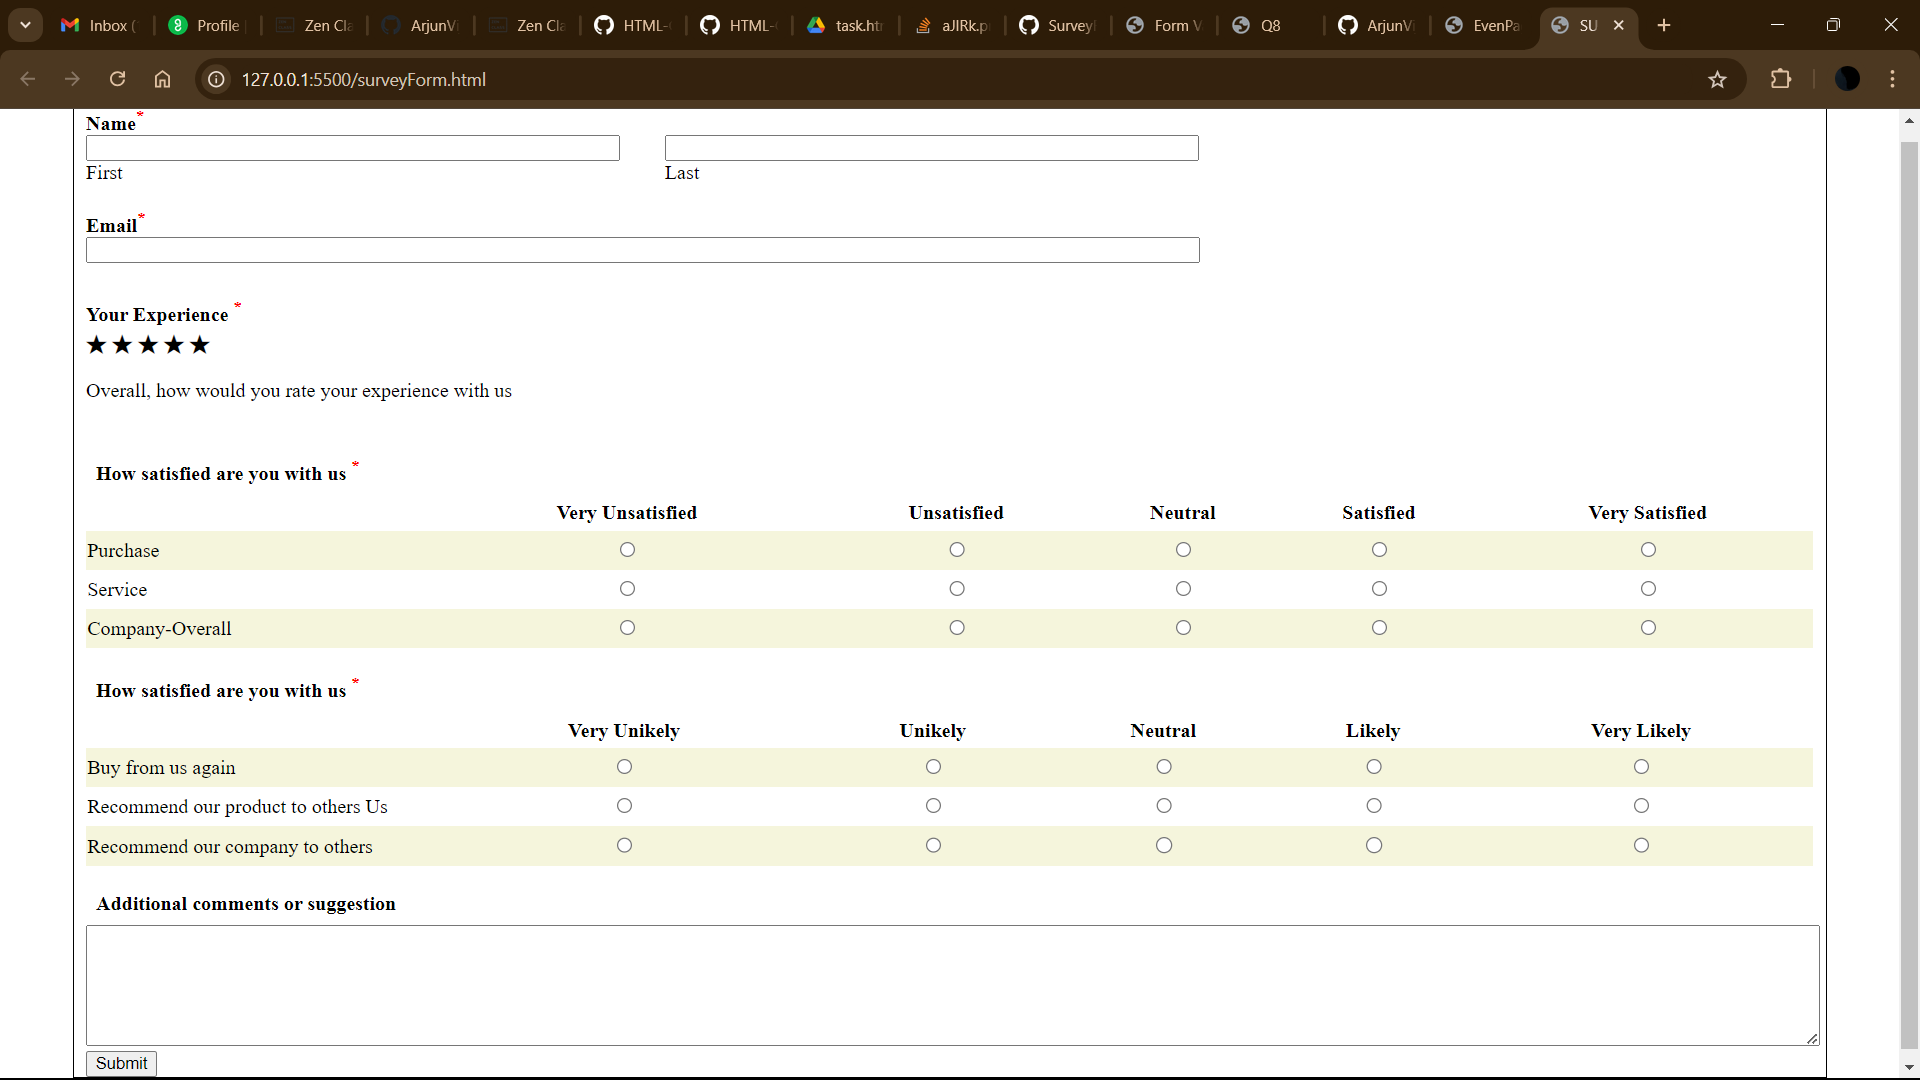 Inbox (
Profile
Zen Cla
ArjunVi
Zen Cla
HTML-
HTML-
task.htm
aJIRk.p
Survey
Form V
Q8
ArjunVi
EvenPa
SU
127.0.0.1:5500/surveyForm.html
Name*
First Last
Email*
Your Experience *
★★★★★
Overall, how would you rate your experience with us
How satisfied are you with us *
Very Unsatisfied Unsatisfied Neutral Satisfied Very Satisfied
Purchase
Service
Company-Overall
How satisfied are you with us *
Very Unikely Unikely Neutral Likely Very Likely
Buy from us again
Recommend our product to others Us
Recommend our company to others
Additional comments or suggestion
Submit